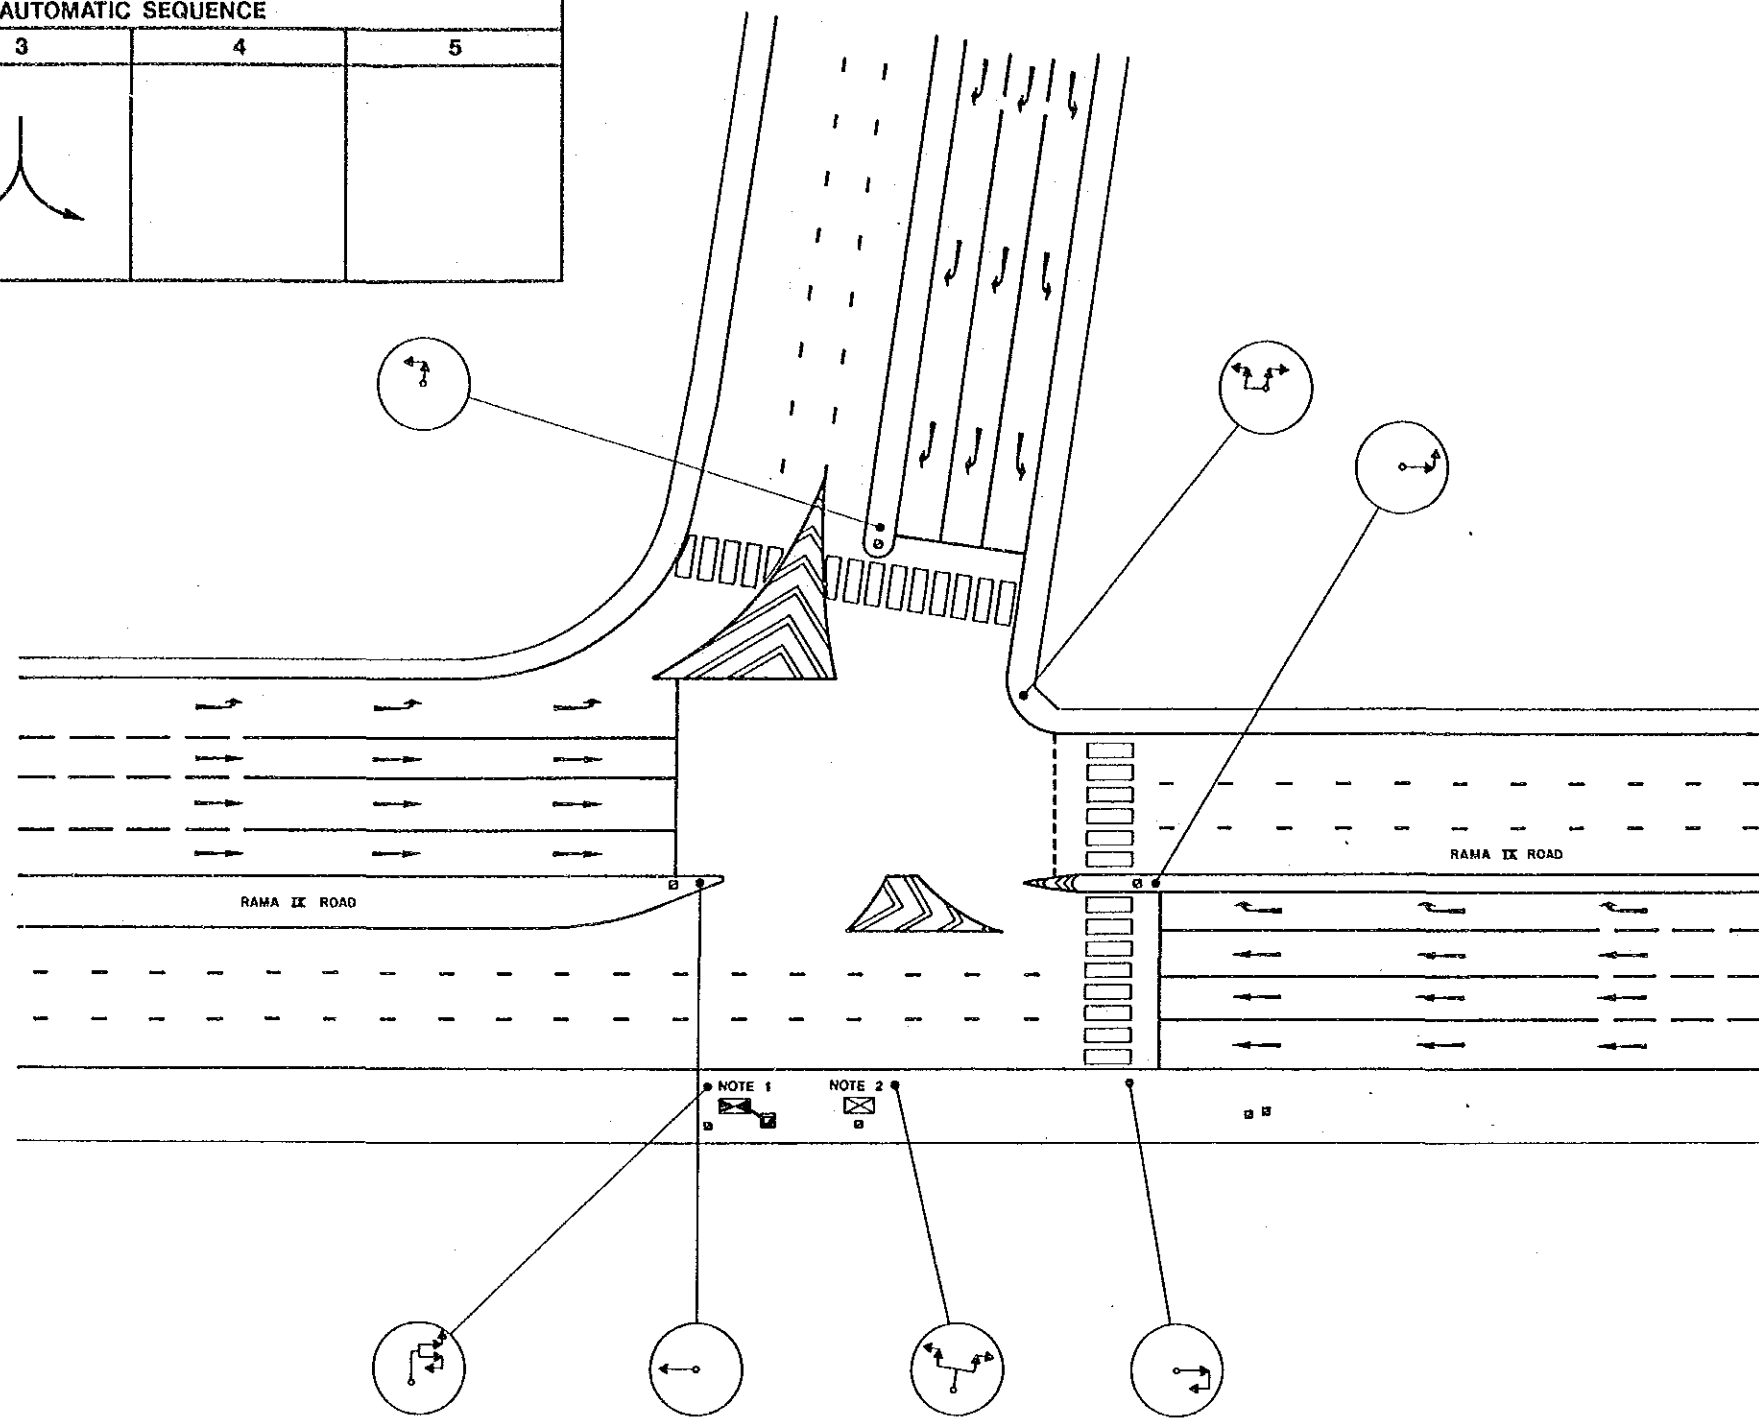 AUTOMATIC SEQUENCE
3 4 5
RAMA IX ROAD
RAMA IX ROAD
NOTE 1 NOTE 2